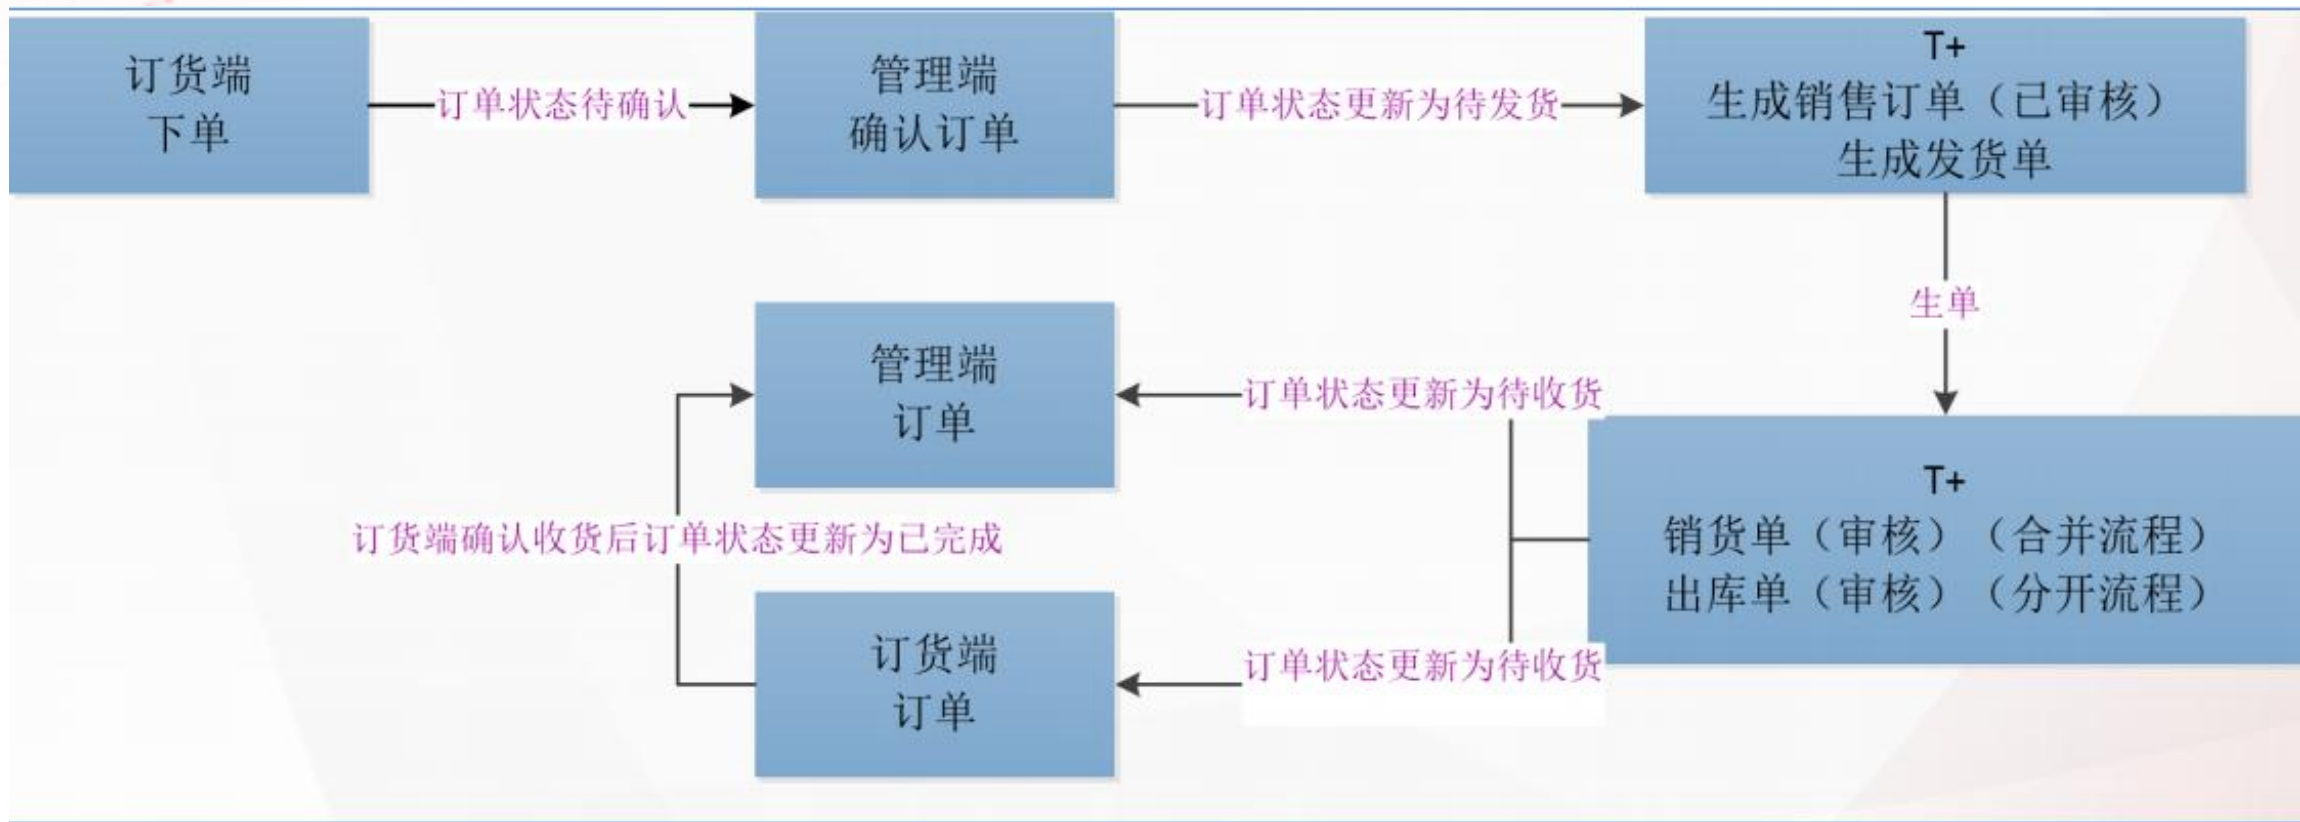 订货端
下单
订单状态待确认
管理端
确认订单
订单状态更新为待发货
T+
生成销售订单（已审核）
生成发货单
生单
管理端
订单
订单状态更新为待收货
T+
销货单（审核）（合并流程）
出库单（审核）（分开流程）
订货端确认收货后订单状态更新为已完成
订货端
订单
订单状态更新为待收货